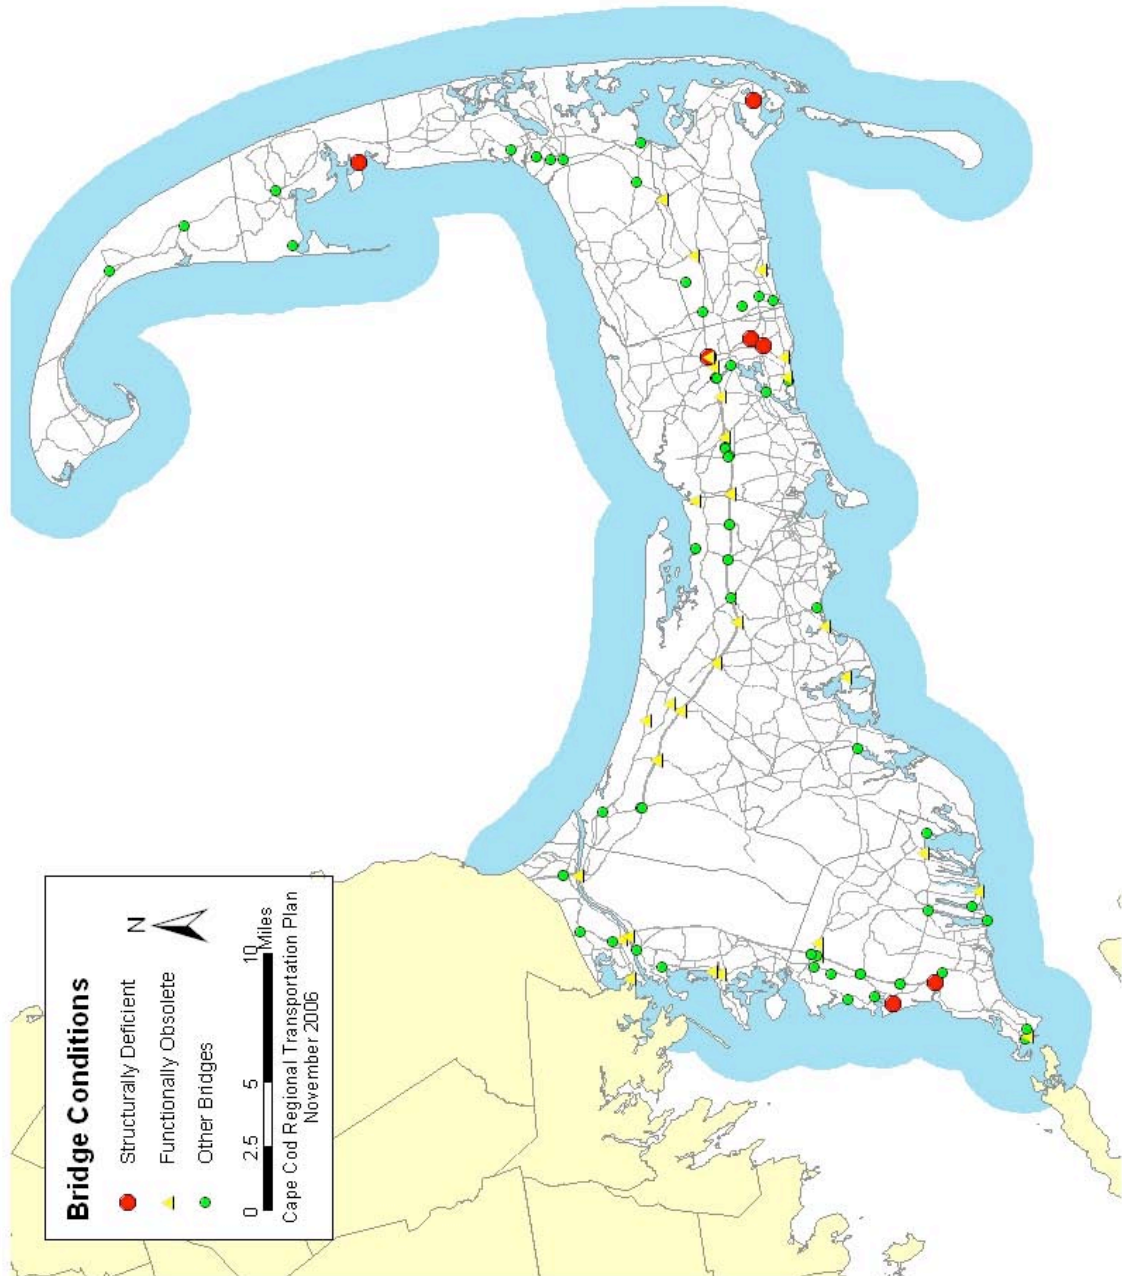 Bridge Conditions
N
Structurally Deficient
Functionally Obsolete
Other Bridges
0 2.5 5 10
Miles
Cape Cod Regional Transportation Plan
November 2006